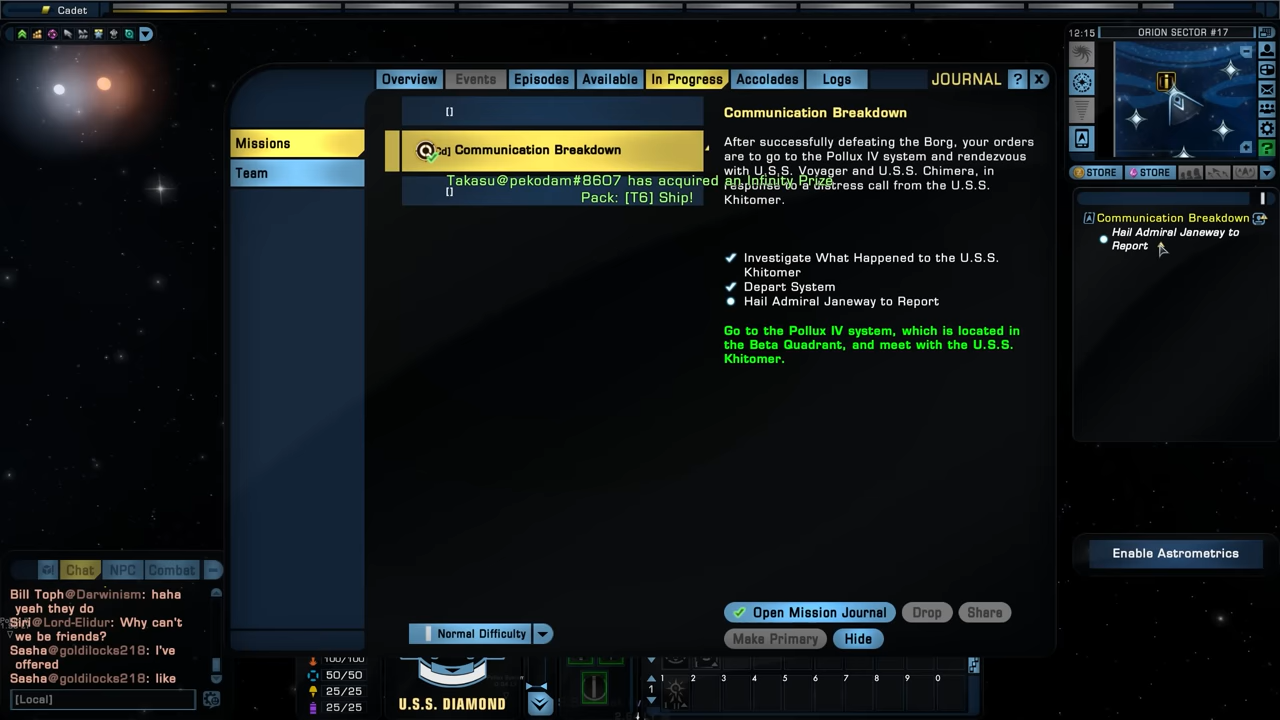 Cadet
12:15
ORION SECTOR #17
Overview
Events
Episodes
Available
In Progress
Accolades
Logs
JOURNAL
?
X
Missions
Team
[]
Communication Breakdown
[]
Takasu@pekodam#8607 has acquired an Infinity Prize
Pack: [T6] Ship!
Communication Breakdown
After successfully defeating the Borg, your orders
are to go to the Pollux IV system and rendezvous
with U.S.S. Voyager and U.S.S. Chimera, in
response to a distress call from the U.S.S.
Khitomer.
Investigate What Happened to the U.S.S.
Khitomer
Depart System
Hail Admiral Janeway to Report
Go to the Pollux IV system, which is located in
the Beta Quadrant, and meet with the U.S.S.
Khitomer.
STORE
STORE
Communication Breakdown
Hail Admiral Janeway to
Report
Enable Astrometrics
Normal Difficulty
Open Mission Journal
Drop
Share
Make Primary
Hide
Chat
NPC
Combat
Bill Toph@Darwinism: haha
yeah they do
Siri@Lord-Elidur: Why can't
we be friends?
Sasha@goldilocks218: I've
offered
Sasha@goldilocks218: like
[Local]
100/100
50/50
25/25
25/25
U.S.S. DIAMOND
1
1 2 3 4 5 6 7 8 9 0